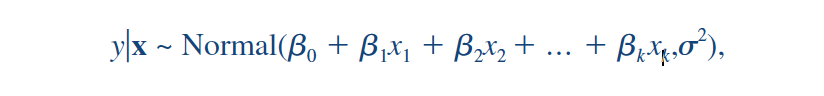 y|x ~ Normal(β₀ + β₁x₁ + β₂x₂ + … + βₖxₖ,σ²),